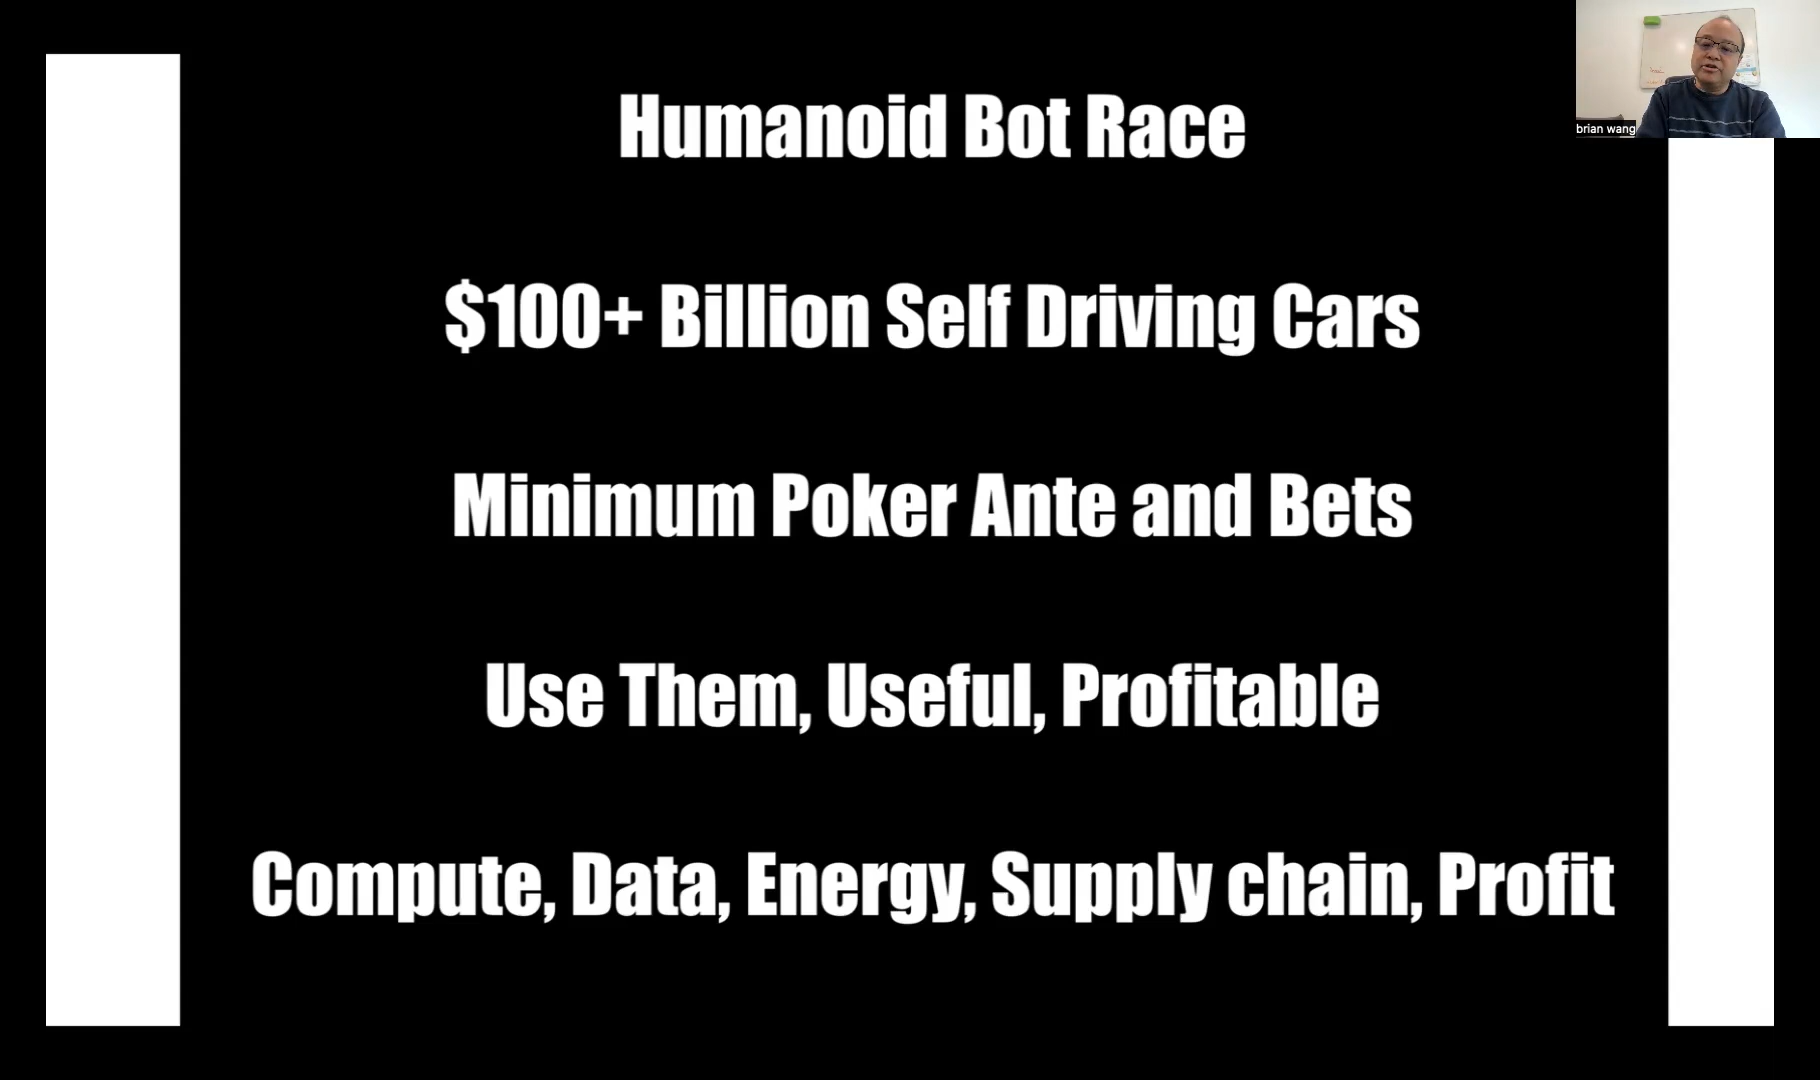 Humanoid Bot Race
$100+ Billion Self Driving Cars
Minimum Poker Ante and Bets
Use Them, Useful, Profitable
Compute, Data, Energy, Supply chain, Profit
brian wang